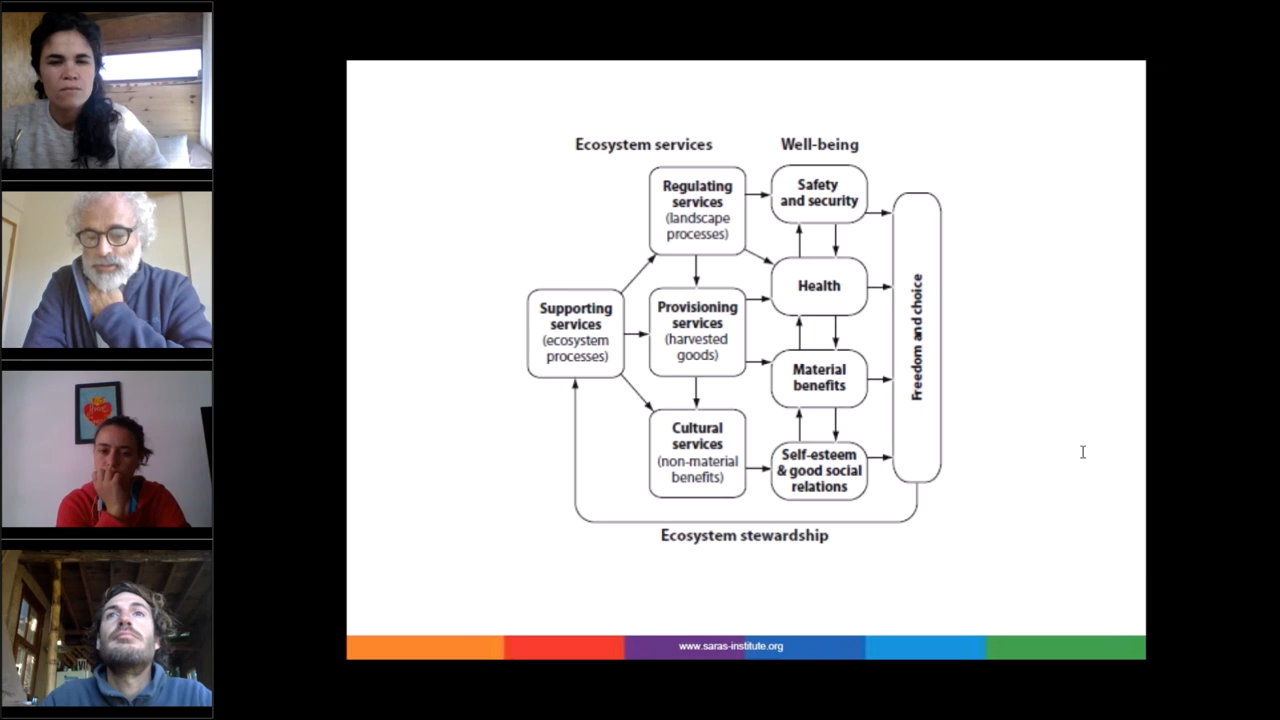 Ecosystem services
Well-being
Regulating
services
(landscape
processes)
Safety
and security
Supporting
services
(ecosystem
processes)
Provisioning
services
(harvested
goods)
Health
Material
benefits
Cultural
services
(non-material
benefits)
Self-esteem
& good social
relations
Freedom and choice
Ecosystem stewardship
www.saras-institute.org